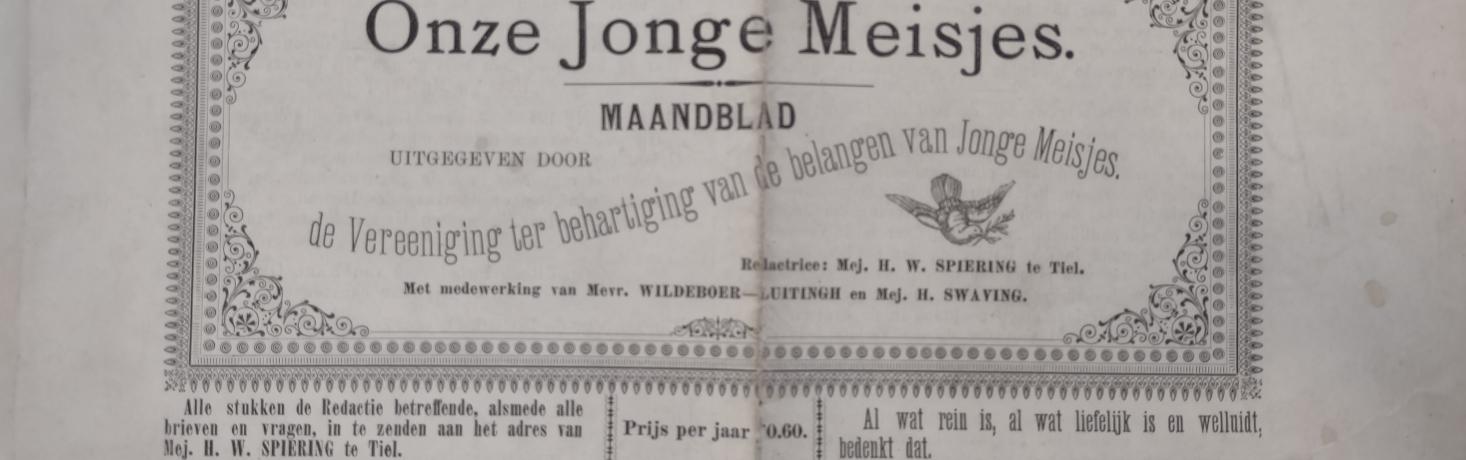 Onze Jonge Meisjes.
MAANDBLAD
UITGEGEVEN DOOR
de Vereeniging ter behartiging van de belangen van Jonge Meisjes.
Redactrice: Mej. H. W. SPIERING te Tiel.
Met medewerking van Mevr. WILDEBOER—LUITINGH en Mej. H. SWAVING.
Alle stukken de Redactie betreffende, alsmede alle
brieven en vragen, in te zenden aan het adres van
Mej. H. W. SPIERING te Tiel.
Prijs per jaar 0.60.
Al wat rein is, al wat liefelijk is en welluidt,
bedenkt dat.